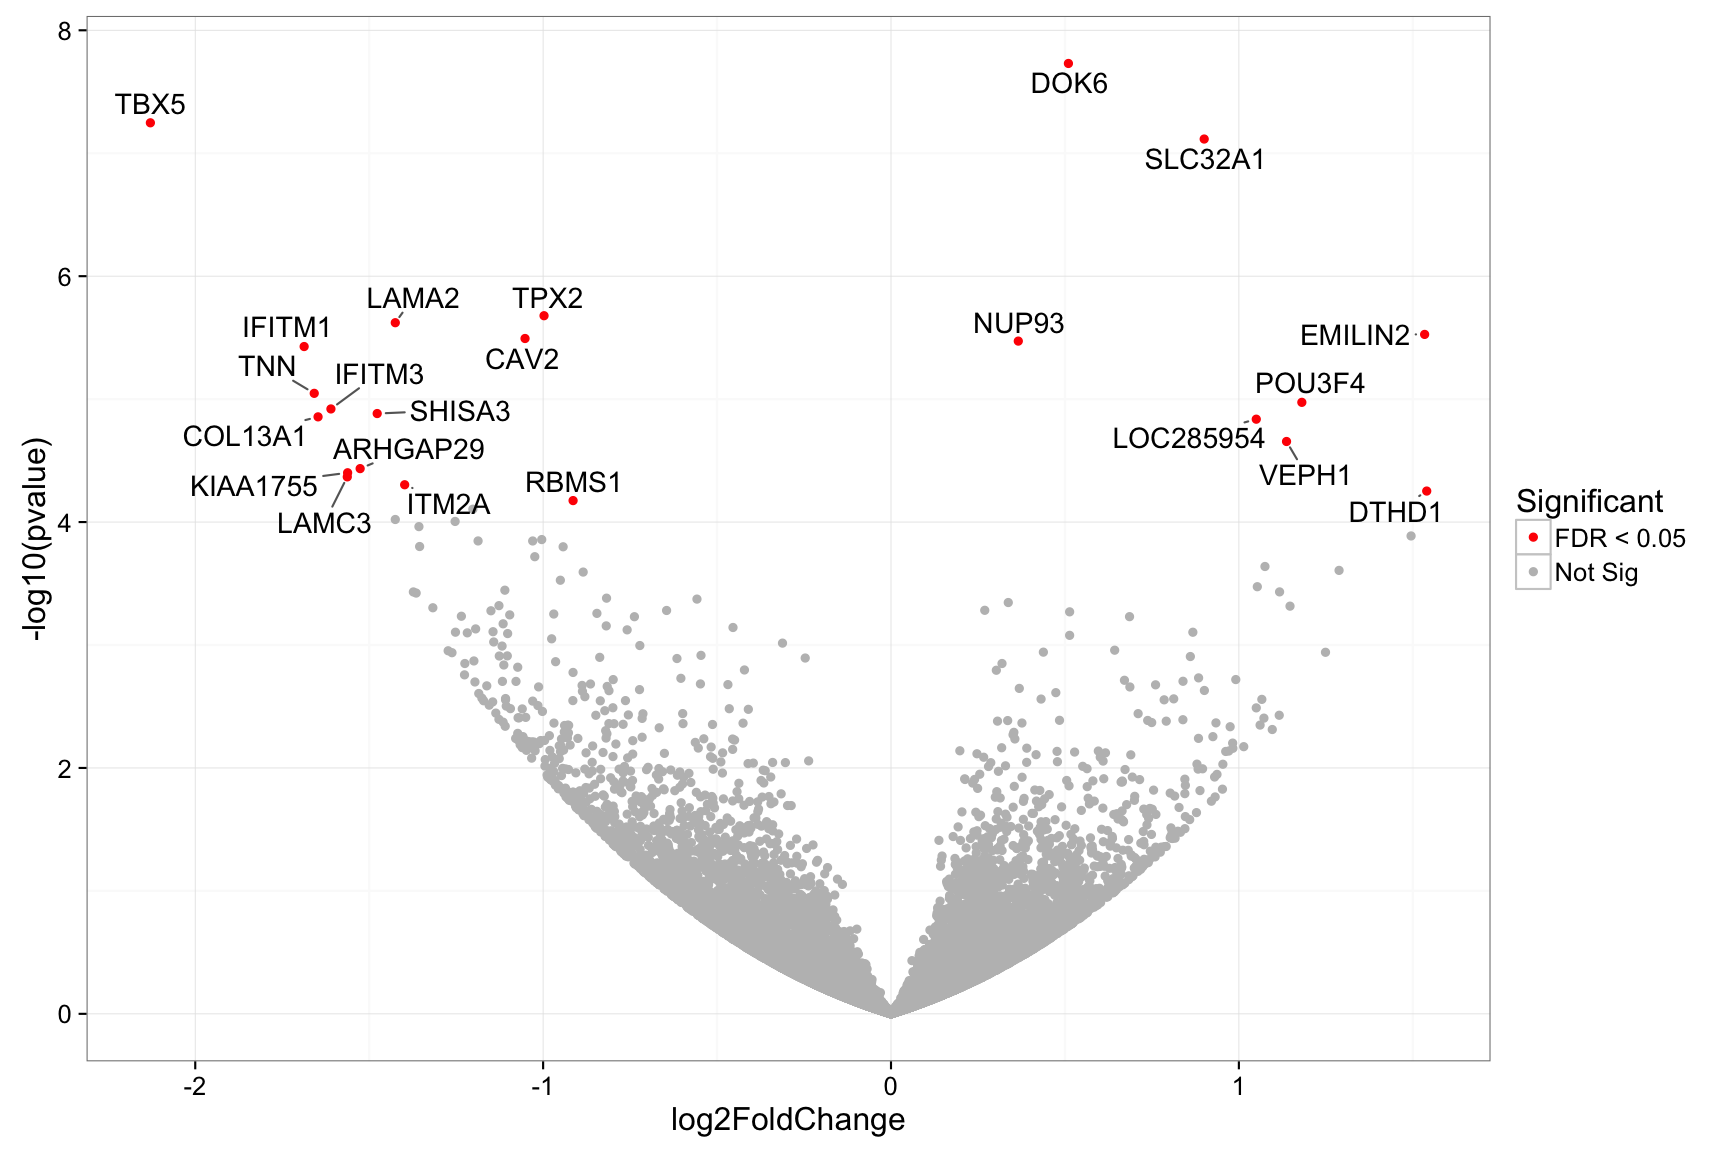 8
DOK6
TBX5
SLC32A1
6
LAMA2
TPX2
IFITM1
NUP93
EMILIN2
TNN
CAV2
IFITM3
POU3F4
SHISA3
COL13A1
LOC285954
ARHGAP29
VEPH1
KIAA1755
RBMS1
ITM2A
LAMC3
DTHD1
4
-log10(pvalue)
Significant
FDR < 0.05
Not Sig
2
0
-2 -1 0 1
log2FoldChange